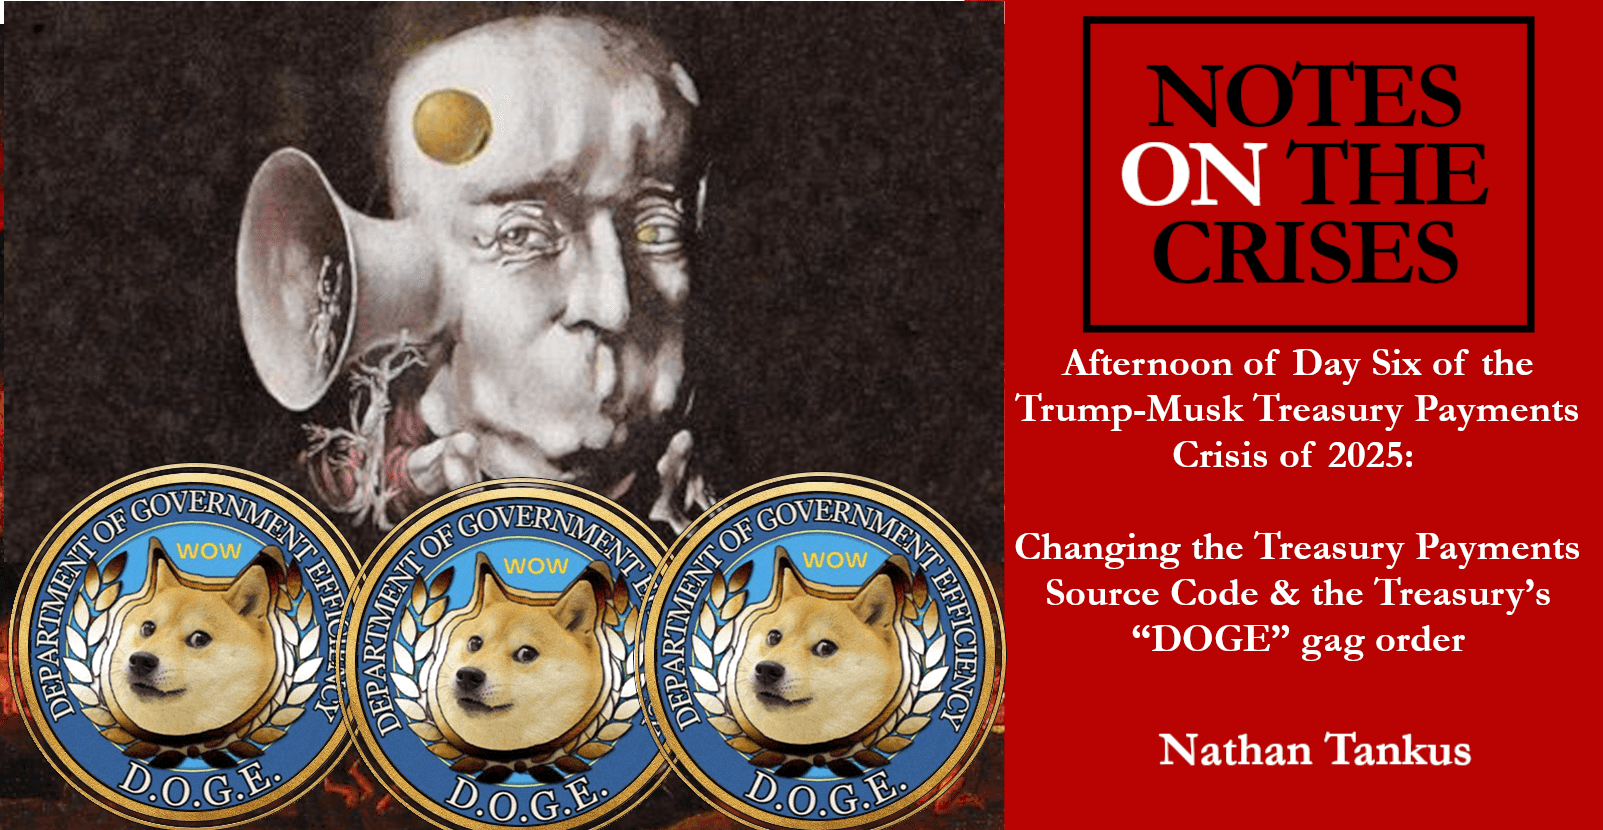 DEPARTMENT OF GOVERNMENT EFFICIENCY
WOW
D.O.G.E.
DEPARTMENT OF GOVERNMENT
WOW
D.O.G.E.
DEPARTMENT OF GOVERNMENT EFFICIENCY
WOW
D.O.G.E.
NOTES
ON THE
CRISES
Afternoon of Day Six of the
Trump-Musk Treasury Payments
Crisis of 2025:
Changing the Treasury Payments
Source Code & the Treasury’s
“DOGE” gag order
Nathan Tankus